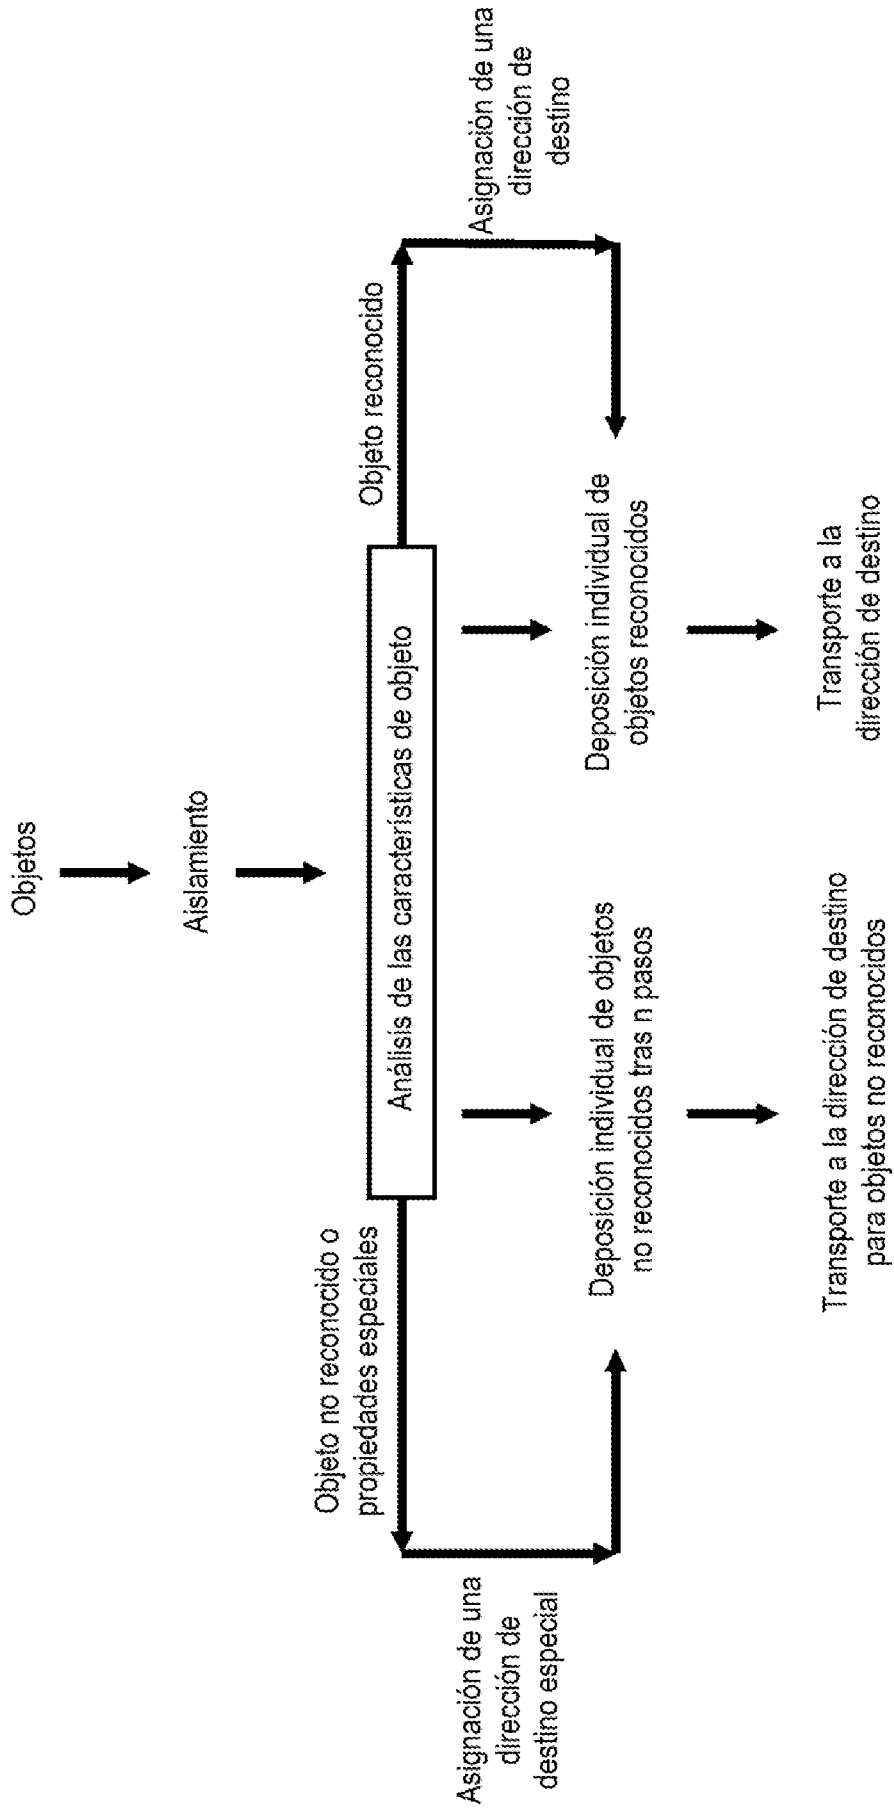 Objetos
Aislamiento
Objeto no reconocido o
propiedades especiales
Análisis de las características de objeto
Objeto reconocido
Asignación de una
dirección de
destino especial
Asignación de una
dirección de
destino
Deposición individual de objetos
no reconocidos tras n pasos
Deposición individual de
objetos reconocidos
Transporte a la dirección de destino
para objetos no reconocidos
Transporte a la
dirección de destino